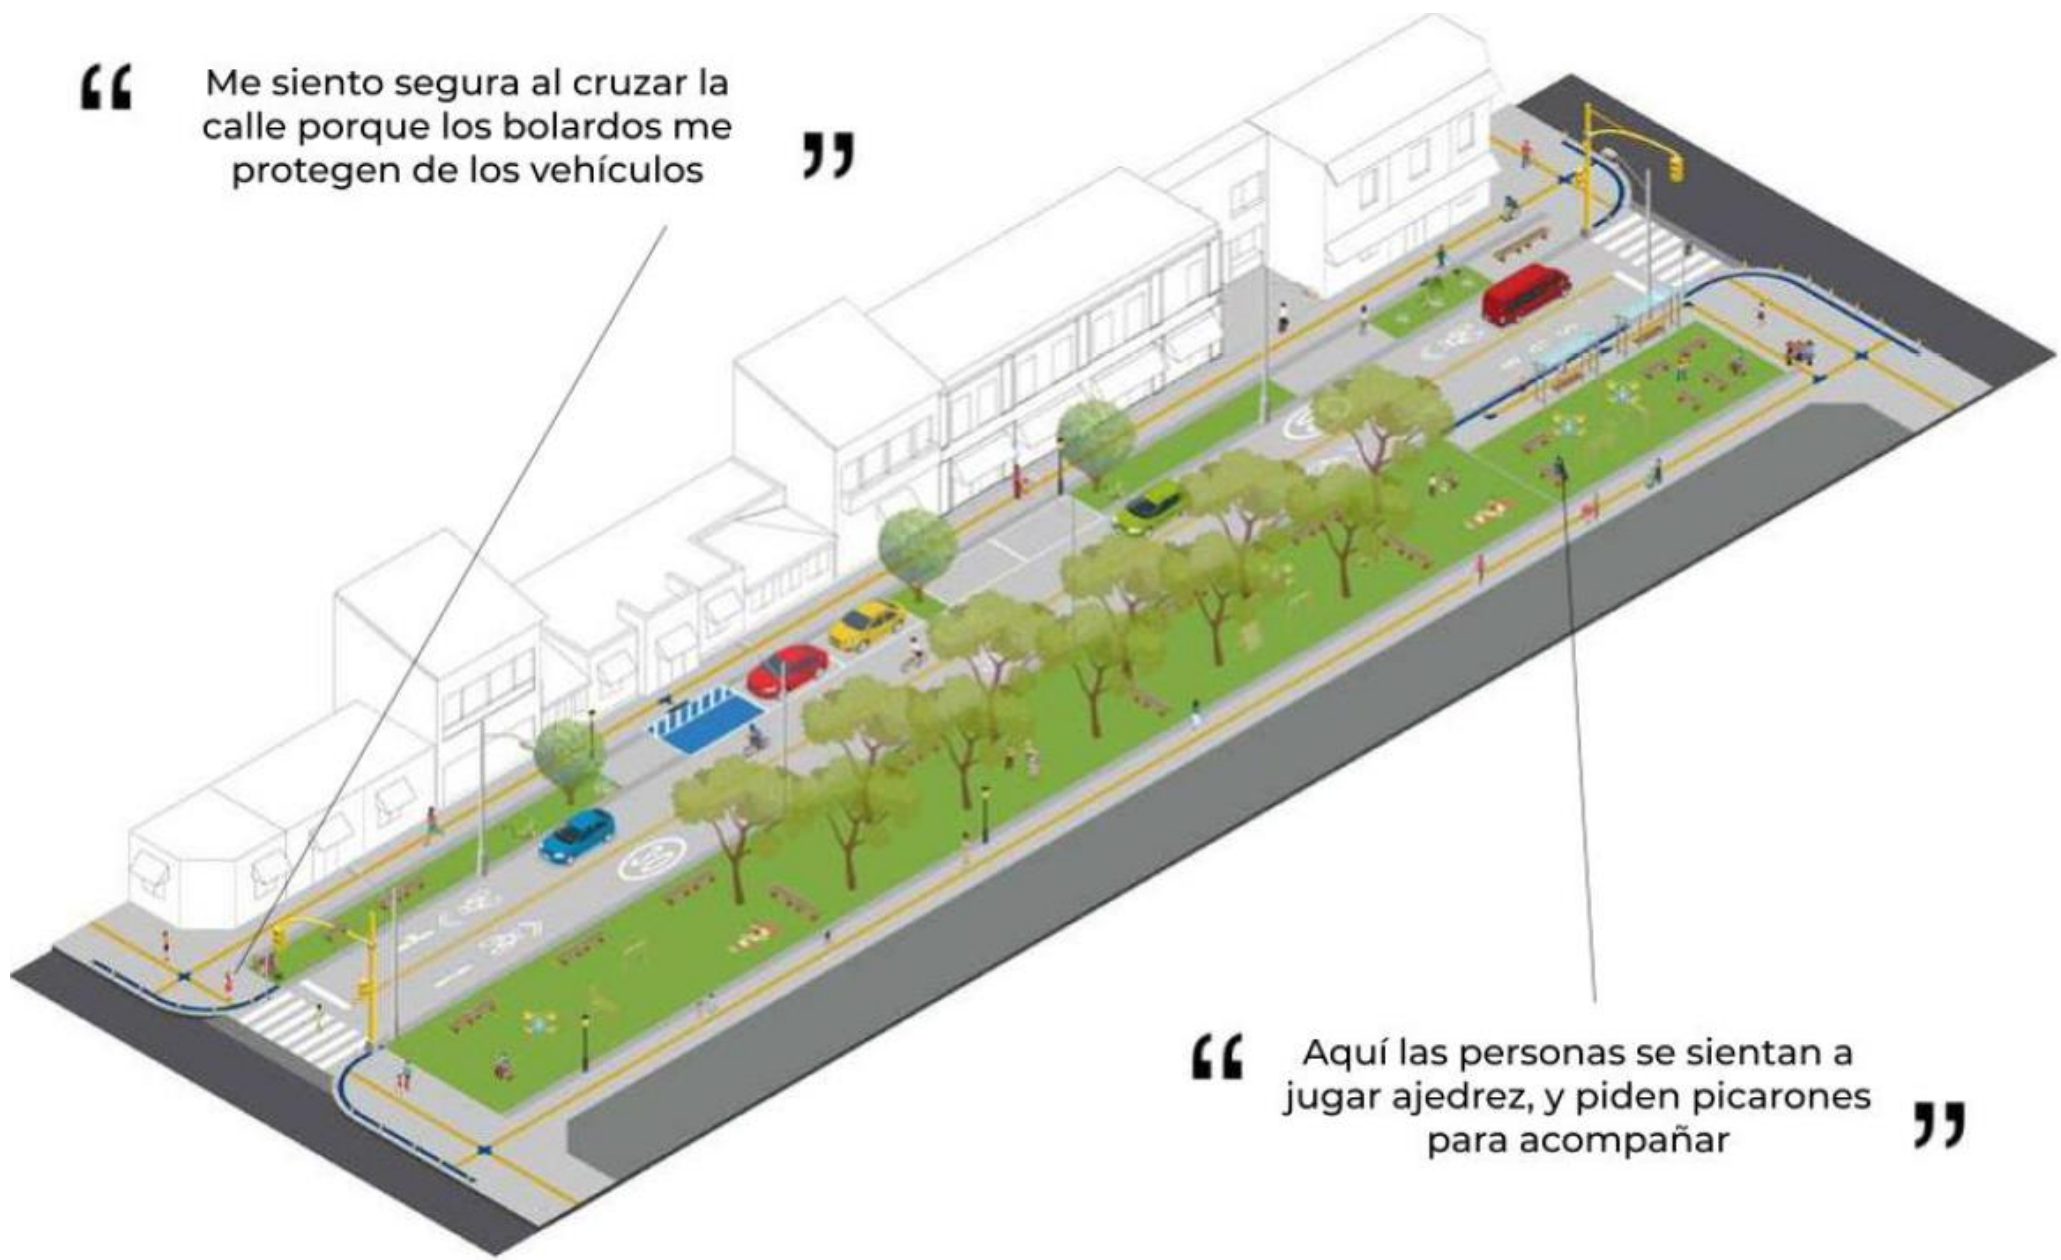 “ Me siento segura al cruzar la
calle porque los bolardos me
protegen de los vehículos ”
“ Aquí las personas se sientan a
jugar ajedrez, y piden picarones
para acompañar ”